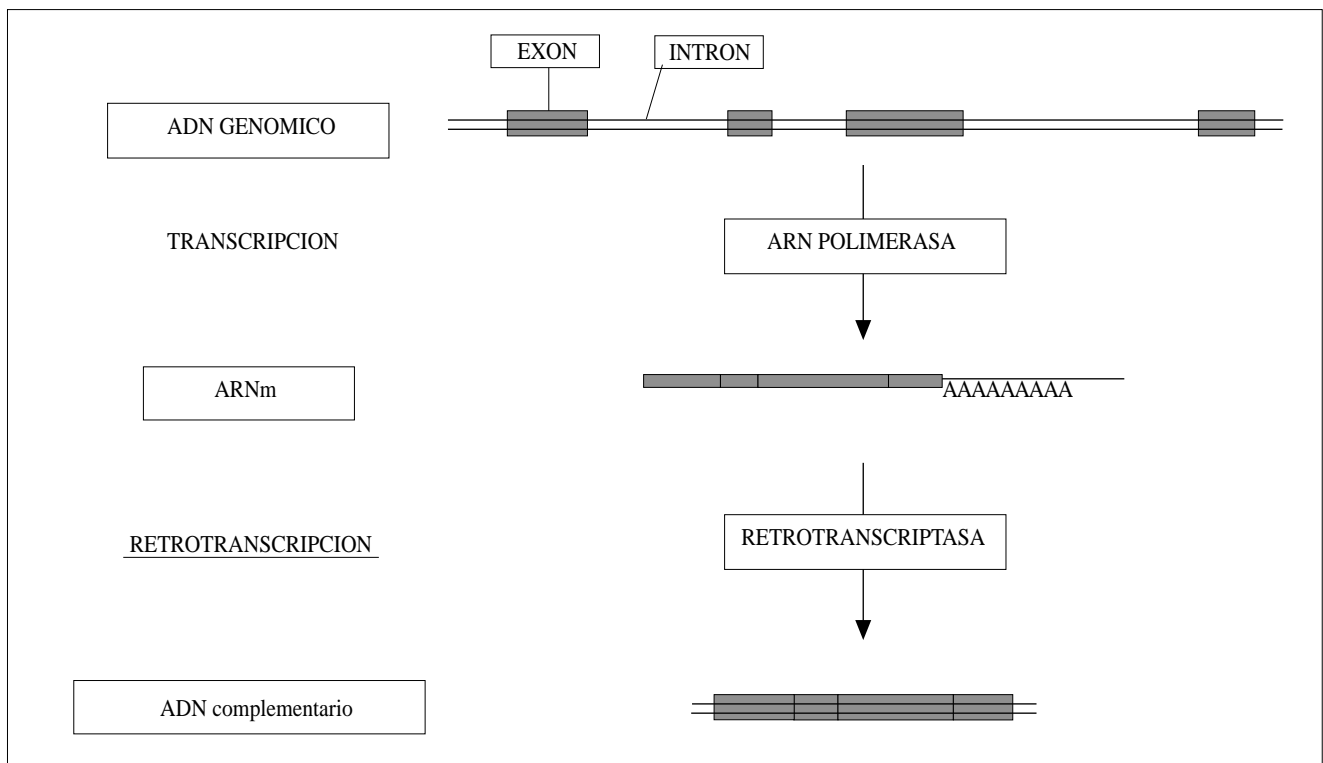 EXON
INTRON
ADN GENOMICO
TRANSCRIPCION
ARN POLIMERASA
ARNm
AAAAAAAAA
RETROTRANSCRIPCION
RETROTRANSCRIPTASA
ADN complementario